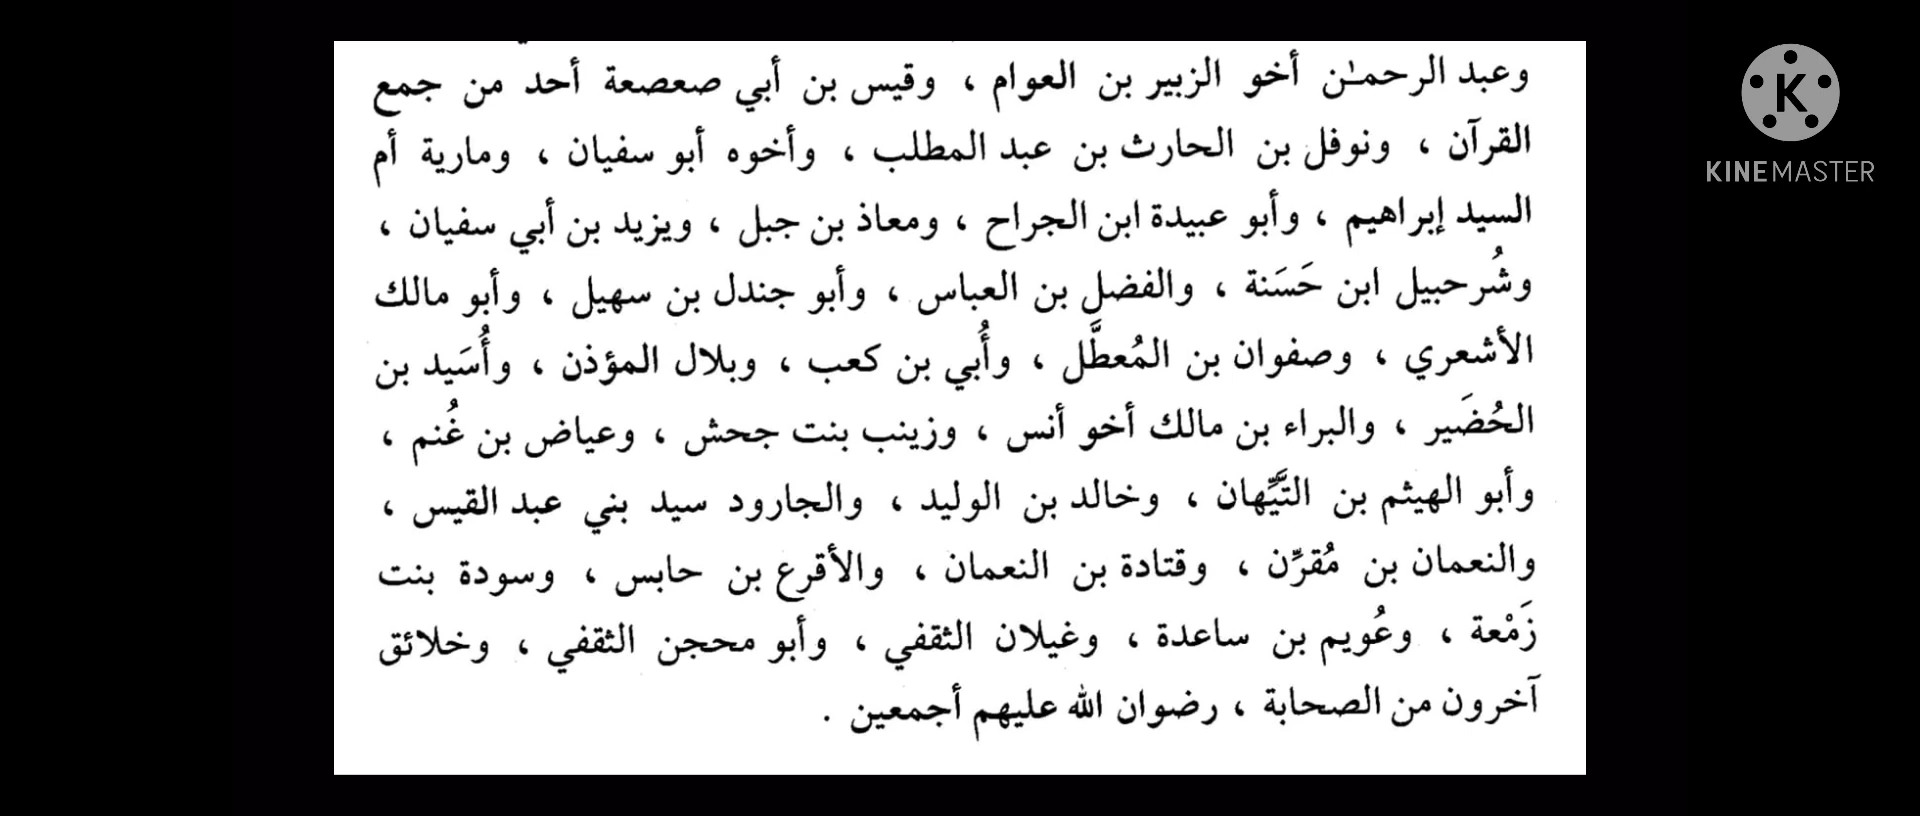 وعبد الرحمـٰن أخو الزبير بن العوام ، وقيس بن أبي صعصعة أحد من جمع
القرآن ، ونوفل بن الحارث بن عبد المطلب ، وأخوه أبو سفيان ، ومارية أم
السيد إبراهيم ، وأبو عبيدة ابن الجراح ، ومعاذ بن جبل ، ويزيد بن أبي سفيان ،
وشُرحبيل ابن حَسَنة ، والفضل بن العباس ، وأبو جندل بن سهيل ، وأبو مالك
الأشعري ، وصفوان بن المُعطَّل ، وأُبي بن كعب ، وبلال المؤذن ، وأُسَيد بن
الحُضَير ، والبراء بن مالك أخو أنس ، وزينب بنت جحش ، وعياض بن غُنم ،
وأبو الهيثم بن التَّيِّهان ، وخالد بن الوليد ، والجارود سيد بني عبد القيس ،
والنعمان بن مُقرِّن ، وقتادة بن النعمان ، والأقرع بن حابس ، وسودة بنت
زَمْعة ، وعُويم بن ساعدة ، وغيلان الثقفي ، وأبو محجن الثقفي ، وخلائق
آخرون من الصحابة ، رضوان الله عليهم أجمعين .
K
KINEMASTER